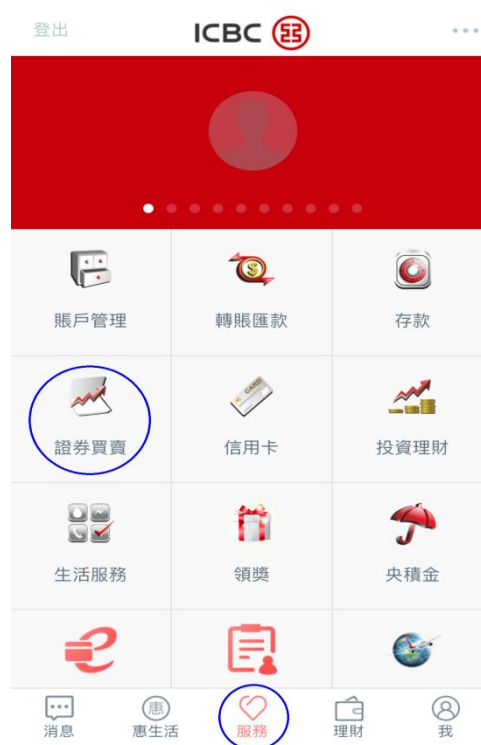 登出 ICBC
賬戶管理 轉賬匯款 存款
CARD
證券買賣 信用卡 投資理財
生活服務 領獎 央積金
惠
消息 惠生活 服務 理財 我